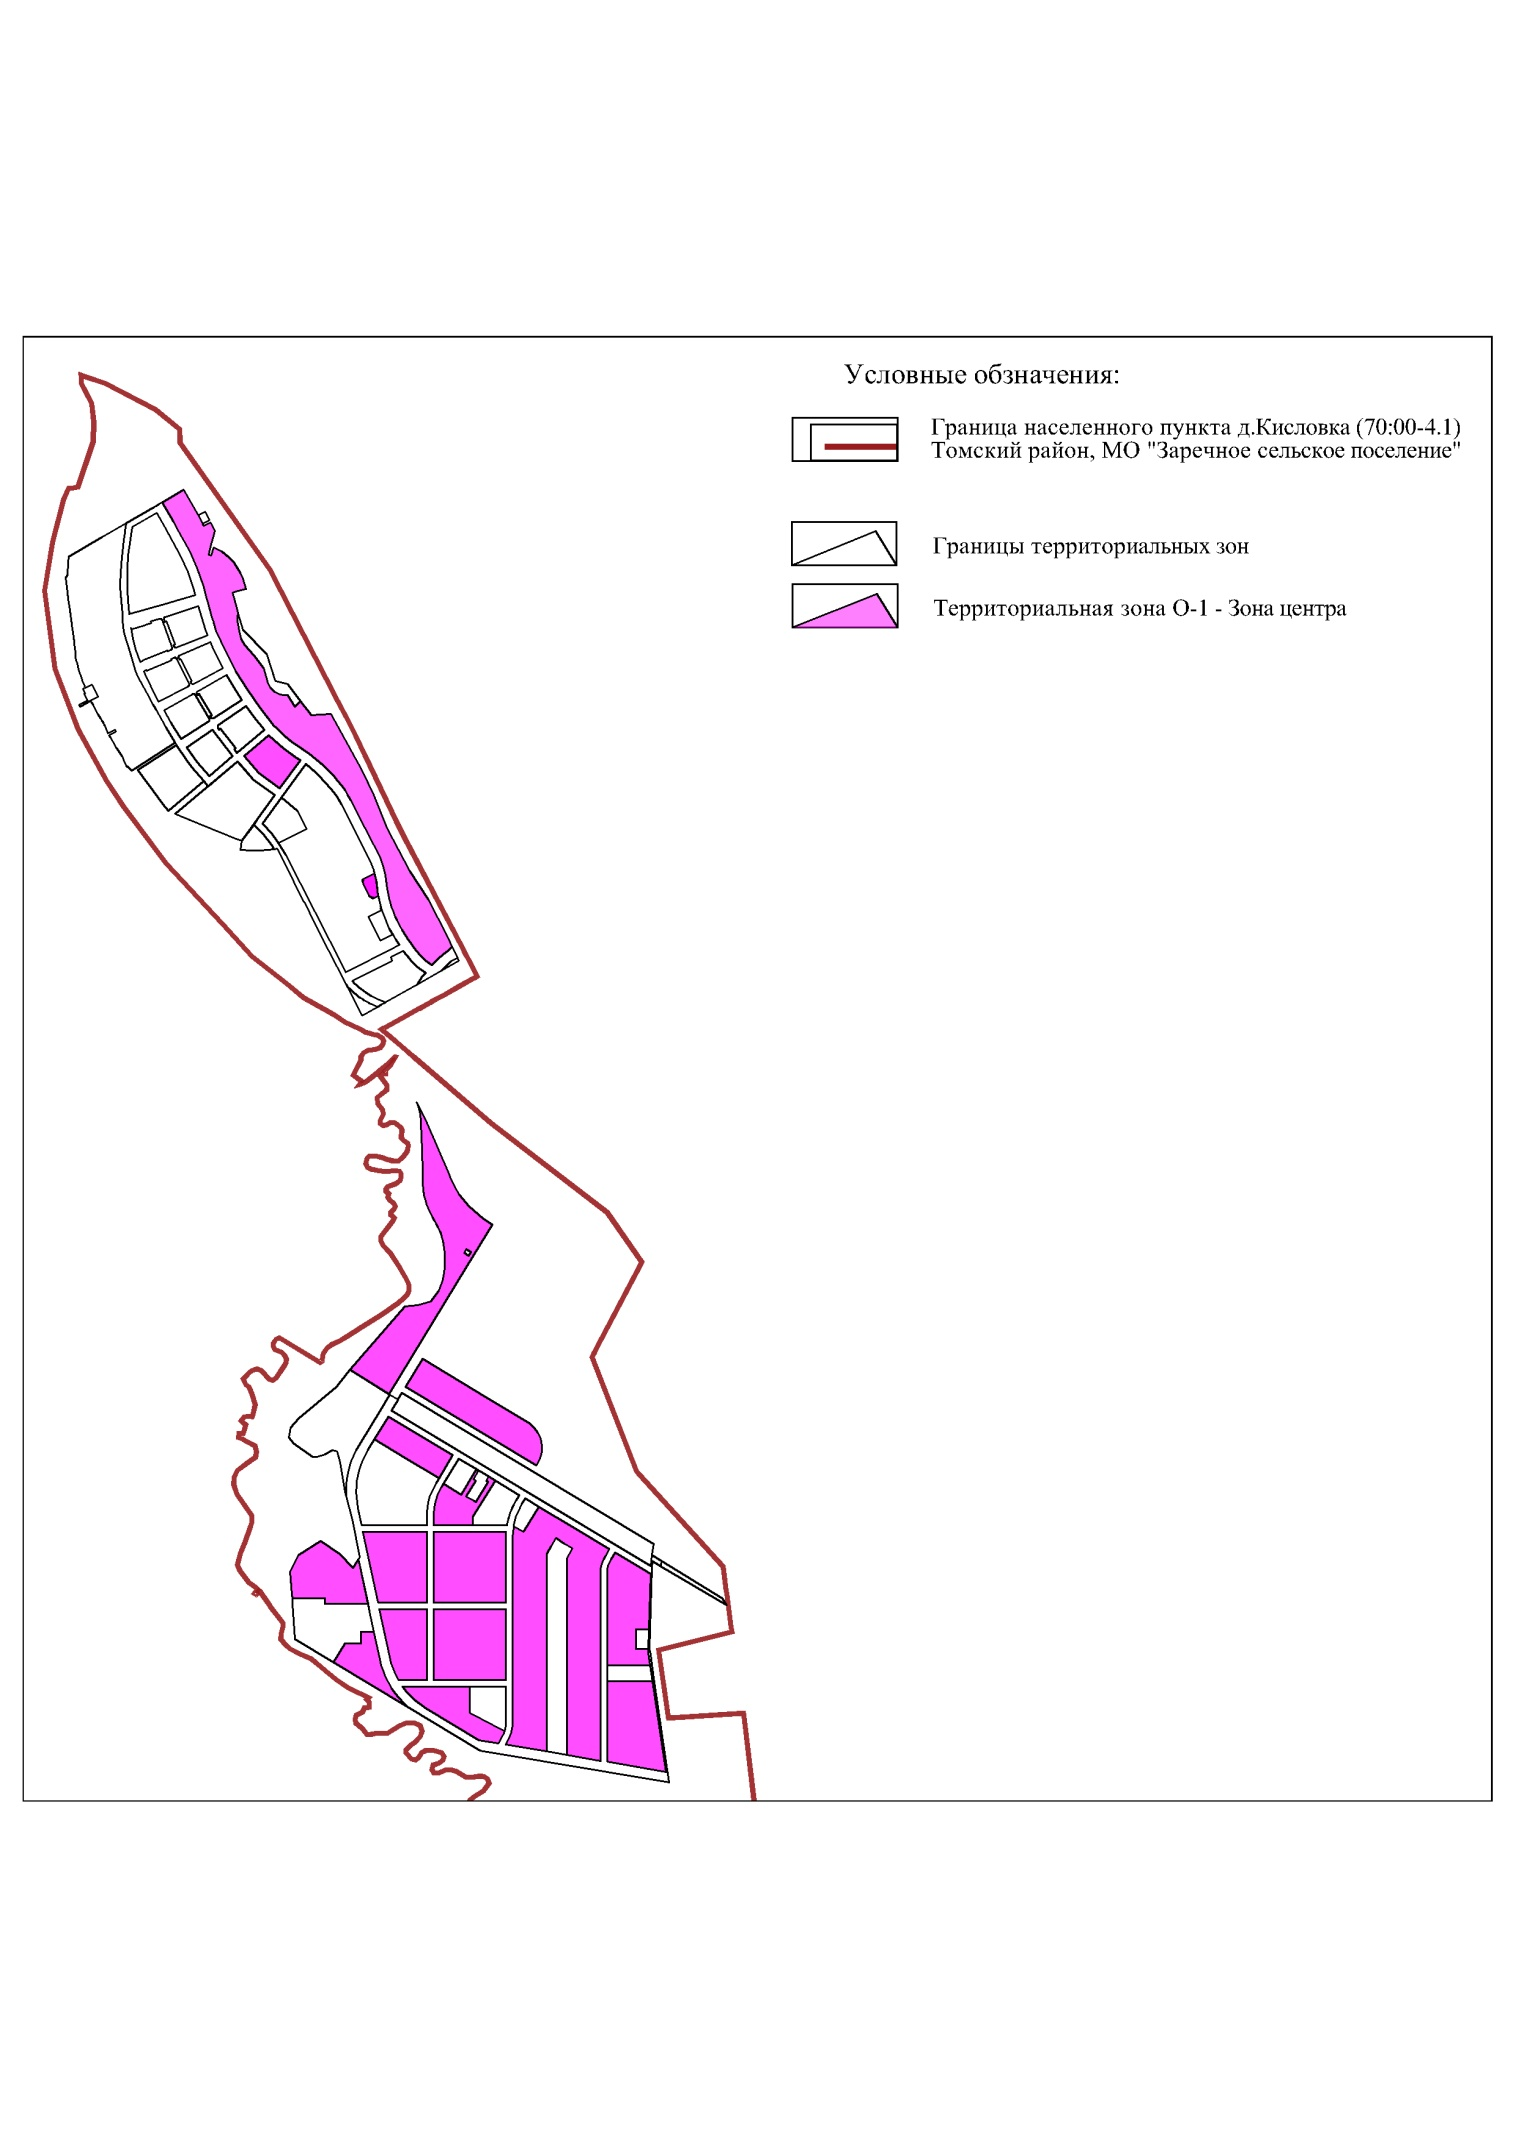 Условные обзначения:
Граница населенного пункта д.Кисловка (70:00-4.1)
Томский район, МО "Заречное сельское поселение"
Границы территориальных зон
Территориальная зона О-1 - Зона центра